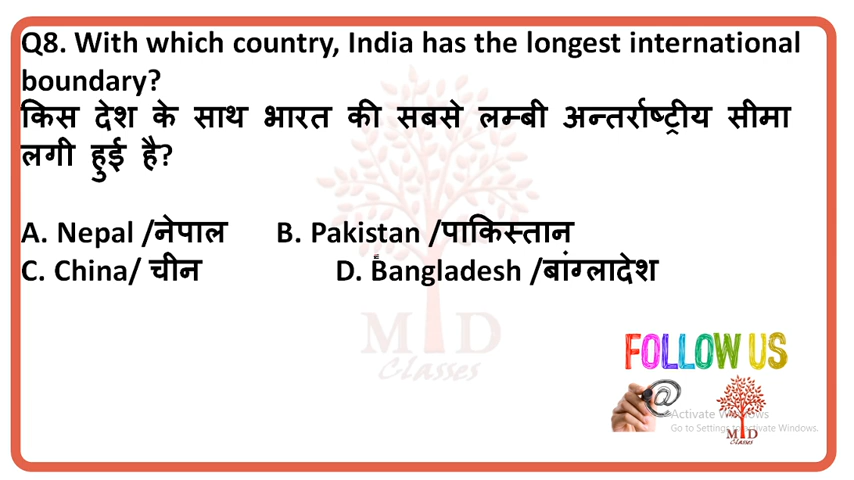 Q8. With which country, India has the longest international
boundary?
किस देश के साथ भारत की सबसे लम्बी अन्तर्राष्ट्रीय सीमा
लगी हुई है?
A. Nepal /नेपाल B. Pakistan /पाकिस्तान
C. China/ चीन D. Bangladesh /बांग्लादेश
M D
Classes
FOLLOW US
@
Activate Windows
Go to Settings to activate Windows.
M D
Classes